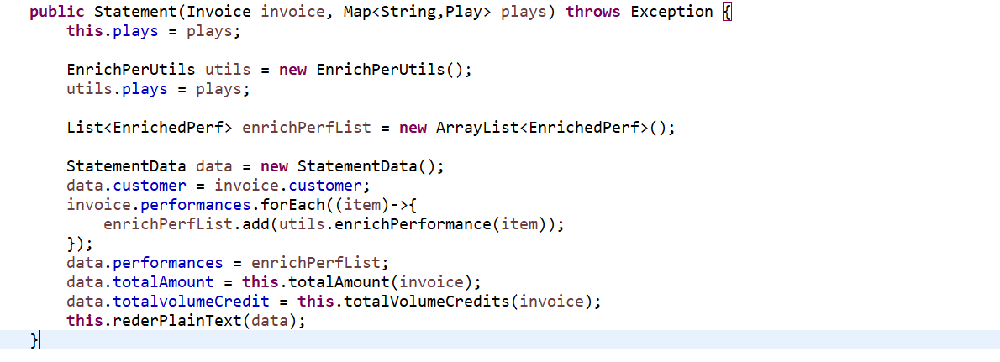 public Statement(Invoice invoice, Map<String,Play> plays) throws Exception {
this.plays = plays;
EnrichPerUtils utils = new EnrichPerUtils();
utils.plays = plays;
List<EnrichedPerf> enrichPerfList = new ArrayList<EnrichedPerf>();
StatementData data = new StatementData();
data.customer = invoice.customer;
invoice.performances.forEach((item)->{
enrichPerfList.add(utils.enrichPerformance(item));
});
data.performances = enrichPerfList;
data.totalAmount = this.totalAmount(invoice);
data.totalvolumeCredit = this.totalVolumeCredits(invoice);
this.rederPlainText(data);
}